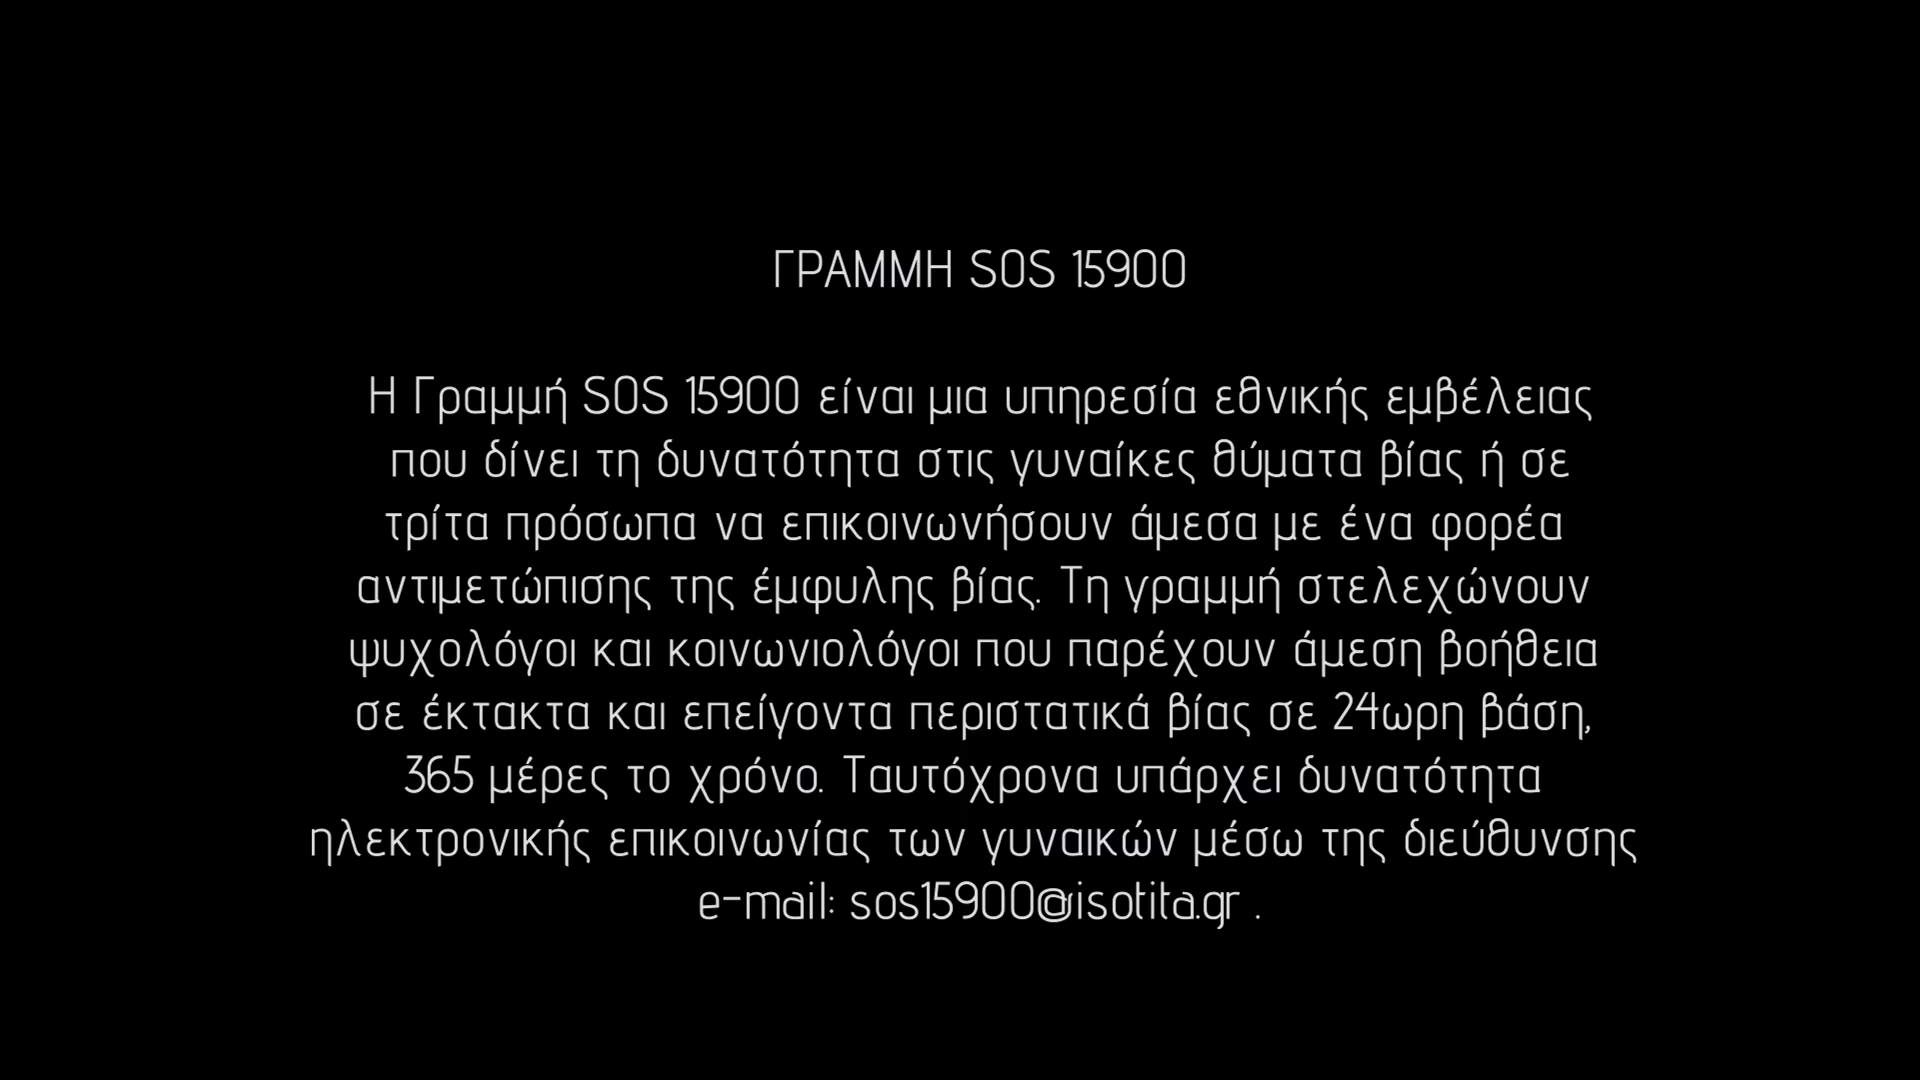 ΓΡΑΜΜΗ SOS 15900
Η Γραμμή SOS 15900 είναι μια υπηρεσία εθνικής εμβέλειας
που δίνει τη δυνατότητα στις γυναίκες θύματα βίας ή σε
τρίτα πρόσωπα να επικοινωνήσουν άμεσα με ένα φορέα
αντιμετώπισης της έμφυλης βίας. Τη γραμμή στελεχώνουν
ψυχολόγοι και κοινωνιολόγοι που παρέχουν άμεση βοήθεια
σε έκτακτα και επείγοντα περιστατικά βίας σε 24ωρη βάση,
365 μέρες το χρόνο. Ταυτόχρονα υπάρχει δυνατότητα
ηλεκτρονικής επικοινωνίας των γυναικών μέσω της διεύθυνσης
e-mail: sos15900@isotita.gr .